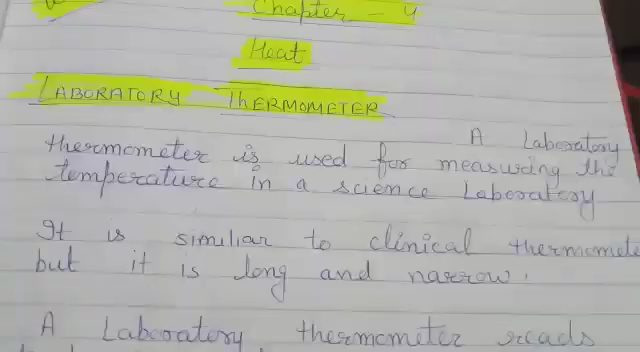 Chapter - 4
Heat
LABORATORY THERMOMETER
A Laboratory
thermometer is used for measuring the
temperature in a science Laboratory
It is similiar to clinical thermomete
but it is long and narrow.
A Laboratory thermometer reads